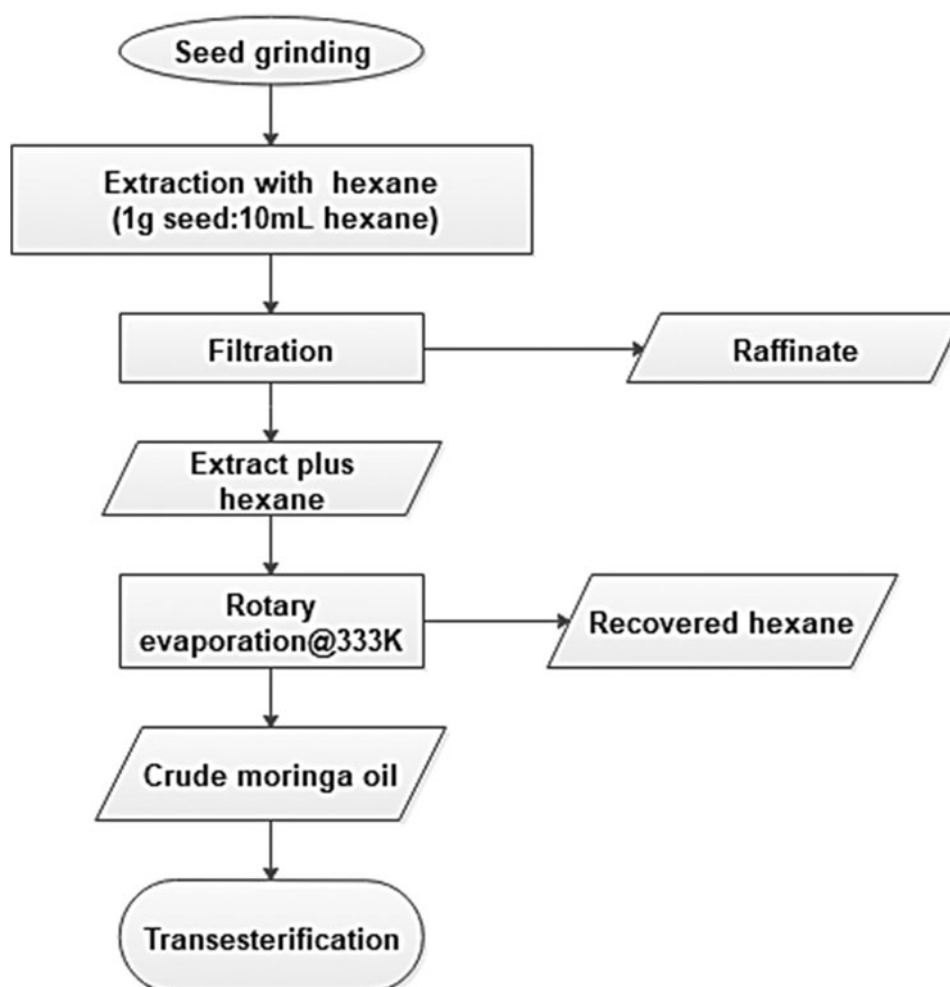 Seed grinding
Extraction with hexane
(1g seed:10mL hexane)
Filtration
Raffinate
Extract plus
hexane
Rotary
evaporation@333K
Recovered hexane
Crude moringa oil
Transesterification